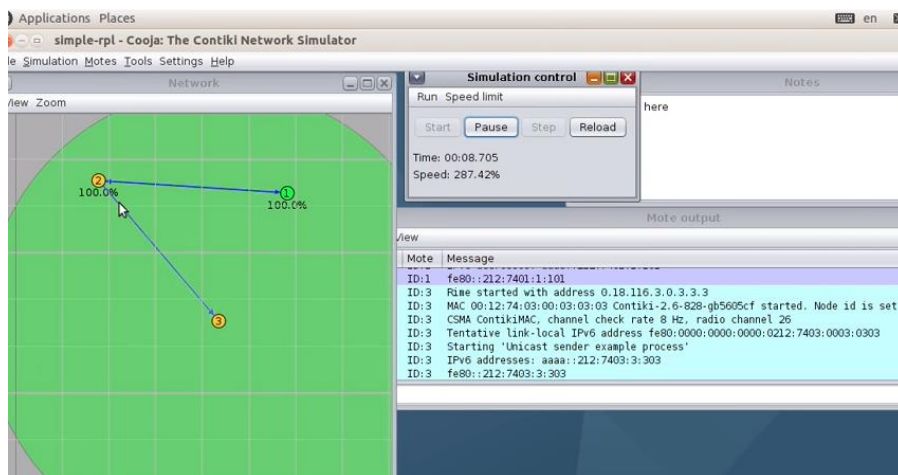 Applications Places en
simple-rpl - Cooja: The Contiki Network Simulator
Simulation Motes Tools Settings Help
Network
View Zoom
2
100.0%
1
100.0%
3
Simulation control
Run Speed limit
Start Pause Step Reload
Time: 00:08.705
Speed: 287.42%
Notes
here
Mote output
View
Mote Message
ID:1 fe80::212:7401:1:101
ID:3 Rime started with address 0.18.116.3.0.3.3.3
ID:3 MAC 00:12:74:03:00:03:03:03 Contiki-2.6-828-gb5605cf started. Node id is set
ID:3 CSMA ContikiMAC, channel check rate 8 Hz, radio channel 26
ID:3 Tentative link-local IPv6 address fe80:0000:0000:0000:0212:7403:0003:0303
ID:3 Starting 'Unicast sender example process'
ID:3 IPv6 addresses: aaaa::212:7403:3:303
ID:3 fe80::212:7403:3:303